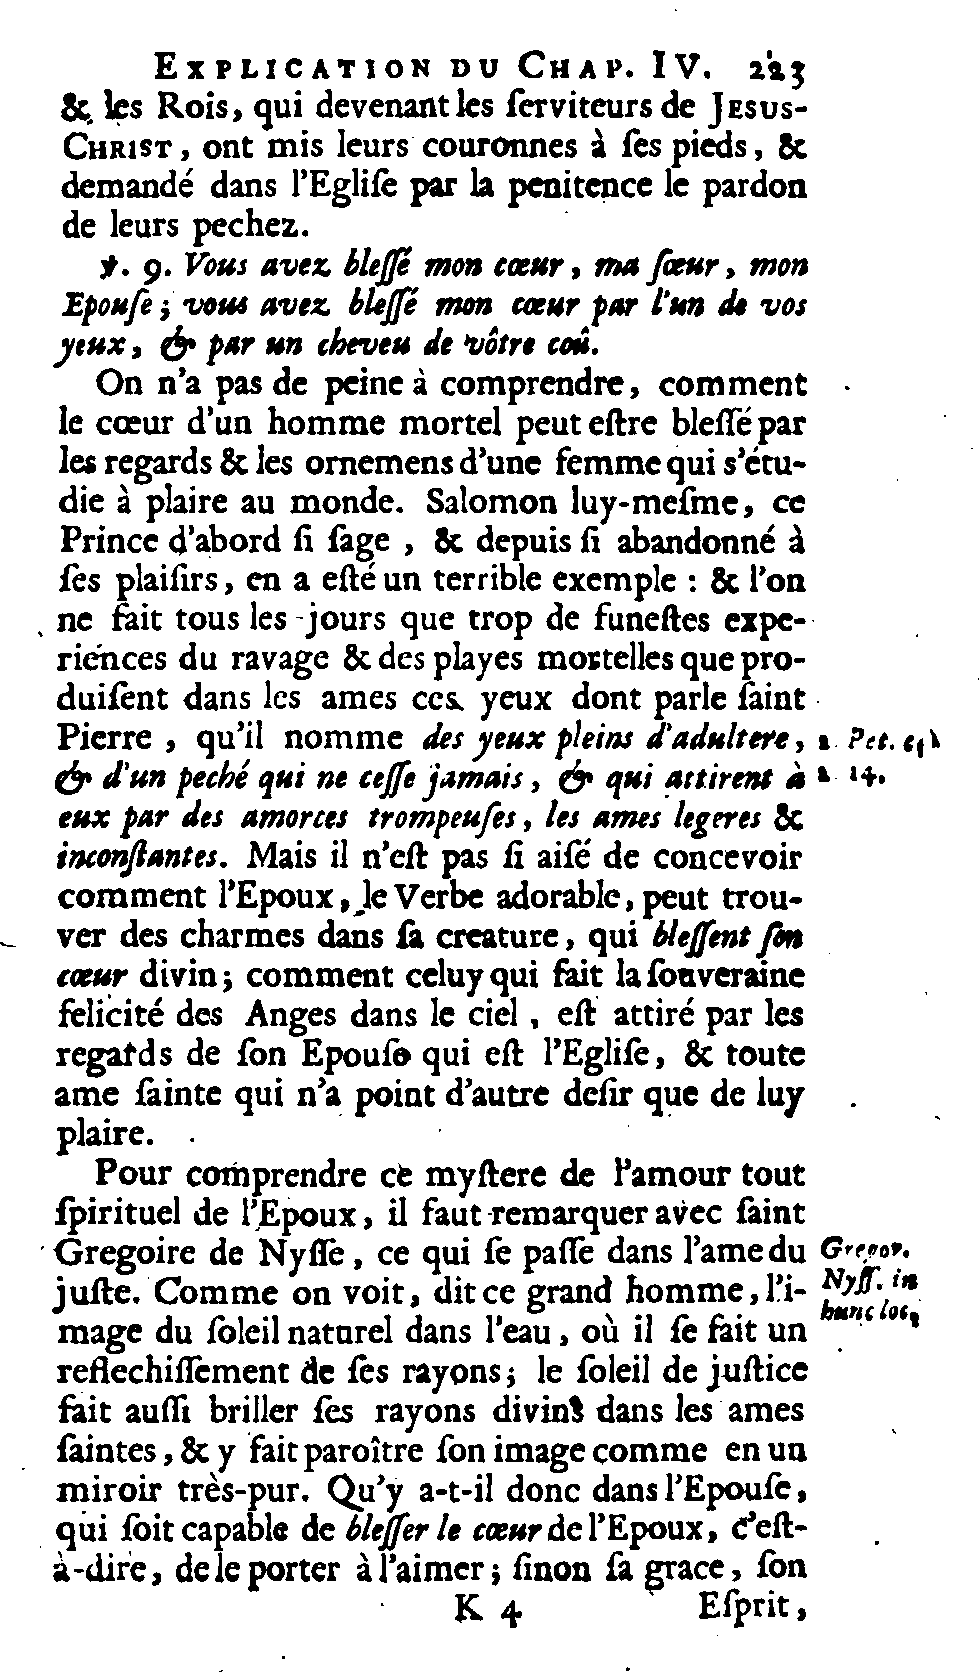 EXPLICATION DU CHAP. IV. 223
& les Rois, qui devenant les ſerviteurs de JESUS-
CHRIST, ont mis leurs couronnes à ſes pieds, &
demandé dans l'Egliſe par la penitence le pardon
de leurs pechez.
℣. 9. Vous avez bleſſé mon cœur, ma ſœur, mon
Epouſe; vous avez bleſſé mon cœur par l'un de vos
yeux, & par un cheveu de vôtre coû.
On n'a pas de peine à comprendre, comment
le cœur d'un homme mortel peut eſtre bleſſé par
les regards & les ornemens d'une femme qui s'étu-
die à plaire au monde. Salomon luy-meſme, ce
Prince d'abord ſi ſage, & depuis ſi abandonné à
ſes plaiſirs, en a eſté un terrible exemple : & l'on
ne fait tous les jours que trop de funeſtes expe-
riences du ravage & des playes mortelles que pro-
duiſent dans les ames ces yeux dont parle ſaint
Pierre, qu'il nomme des yeux pleins d'adultere,
& d'un peché qui ne ceſſe jamais, & qui attirent à
eux par des amorces trompeuſes, les ames legeres &
inconſtantes. Mais il n'eſt pas ſi aiſé de concevoir
comment l'Epoux, le Verbe adorable, peut trou-
ver des charmes dans ſa creature, qui bleſſent ſon
cœur divin; comment celuy qui fait la ſouveraine
felicité des Anges dans le ciel, eſt attiré par les
regards de ſon Epouſe qui eſt l'Egliſe, & toute
ame ſainte qui n'a point d'autre deſir que de luy
plaire.
Pour comprendre ce myſtere de l'amour tout
ſpirituel de l'Epoux, il faut remarquer avec ſaint
Gregoire de Nyſſe, ce qui ſe paſſe dans l'ame du
juſte. Comme on voit, dit ce grand homme, l'i-
mage du ſoleil naturel dans l'eau, où il ſe fait un
reflechiſſement de ſes rayons; le ſoleil de juſtice
fait auſſi briller ſes rayons divins dans les ames
ſaintes, & y fait paroître ſon image comme en un
miroir très-pur. Qu'y a-t-il donc dans l'Epouſe,
qui ſoit capable de bleſſer le cœur de l'Epoux, c'eſt-
à-dire, de le porter à l'aimer; ſinon ſa grace, ſon
K 4 Eſprit,
Pet.
14.
Gregor.
Nyſſ. in
hunc loc.